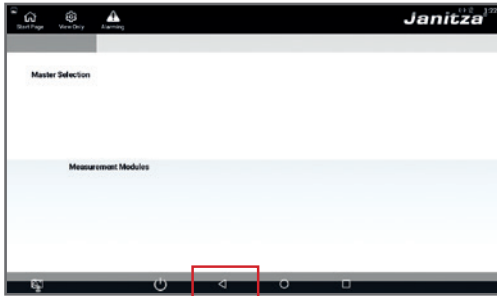 Start Page View Only Alarming
Janitza
Master Selection
Measurement Modules